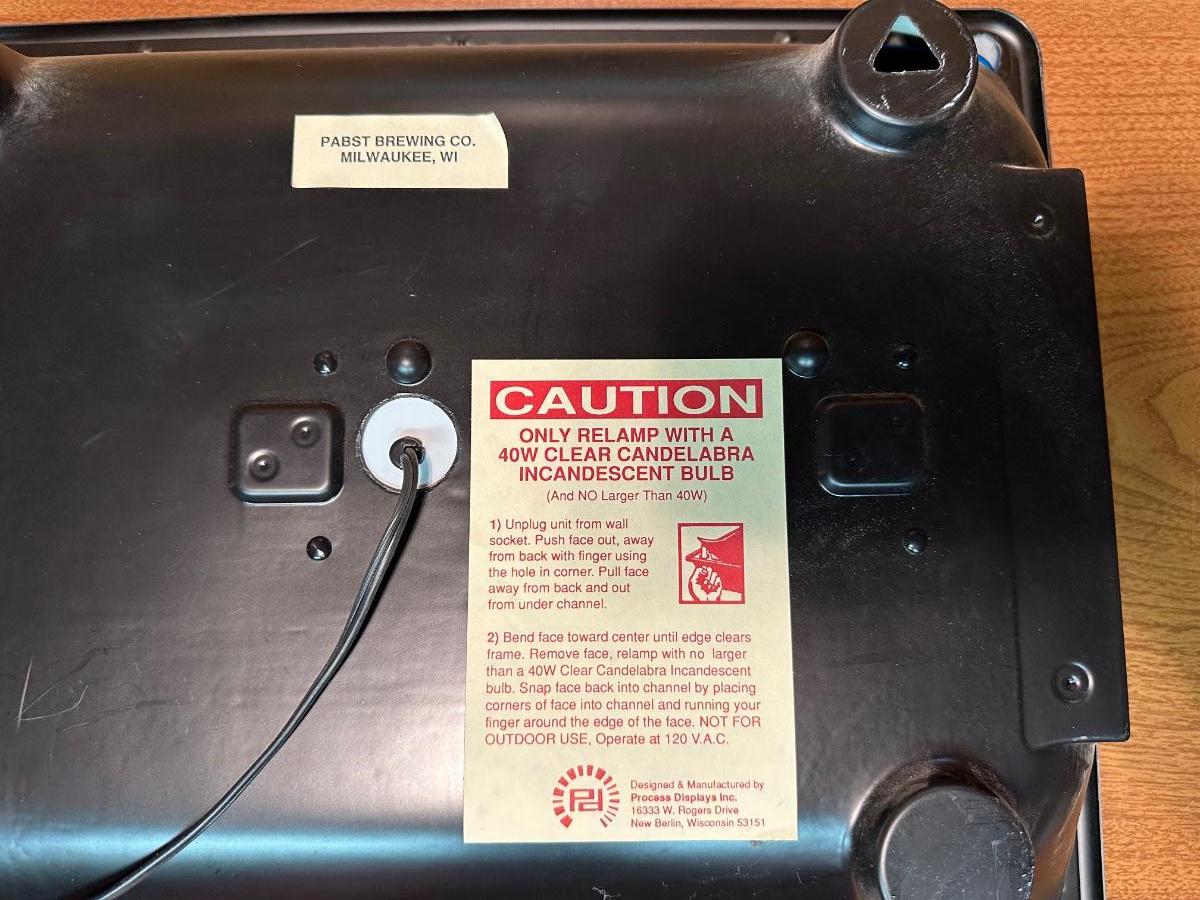 PABST BREWING CO.
MILWAUKEE, WI
CAUTION
ONLY RELAMP WITH A
40W CLEAR CANDELABRA
INCANDESCENT BULB
(And NO Larger Than 40W)
1) Unplug unit from wall
socket. Push face out, away
from back with finger using
the hole in corner. Pull face
away from back and out
from under channel.
2) Bend face toward center until edge clears
frame. Remove face, relamp with no larger
than a 40W Clear Candelabra Incandescent
bulb. Snap face back into channel by placing
corners of face into channel and running your
finger around the edge of the face. NOT FOR
OUTDOOR USE, Operate at 120 V.A.C.
Pd
Designed & Manufactured by
Process Displays Inc.
16333 W. Rogers Drive
New Berlin, Wisconsin 53151